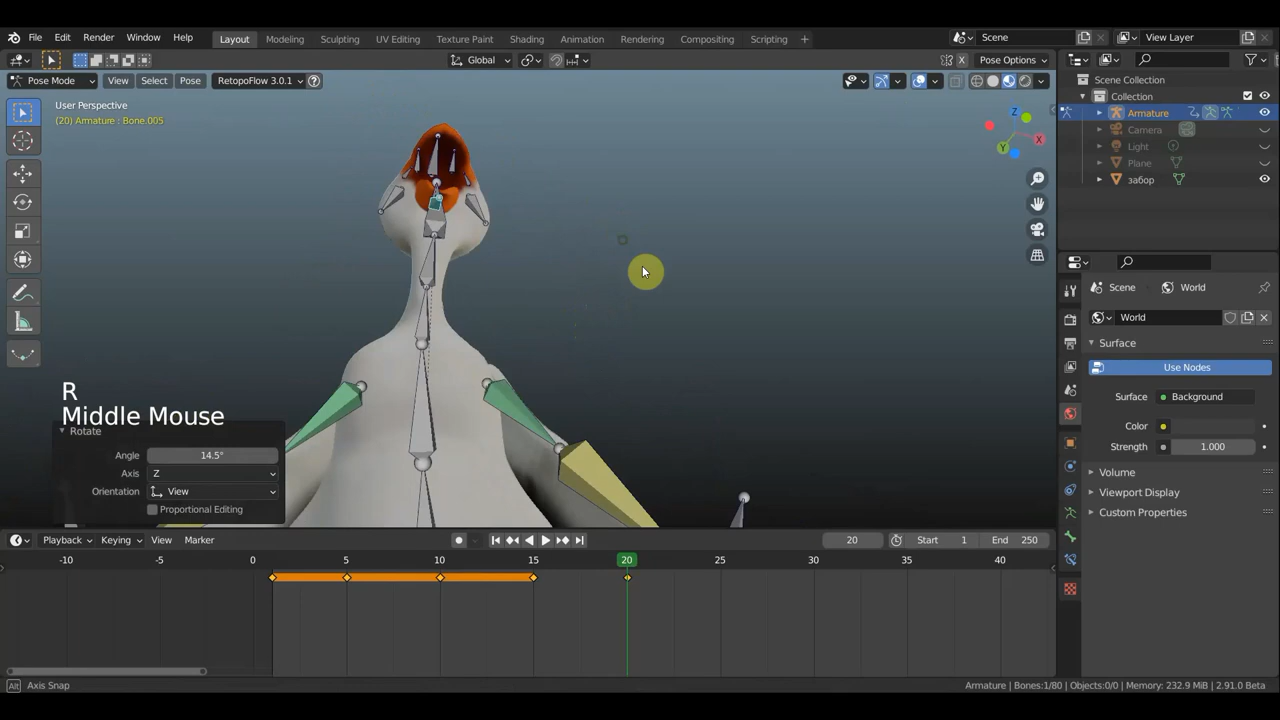 File Edit Render Window Help Layout Modeling Sculpting UV Editing Texture Paint Shading Animation Rendering Compositing Scripting + Scene View Layer
Global X Pose Options
Pose Mode View Select Pose RetopoFlow 3.0.1 Scene Collection
User Perspective
(20) Armature : Bone.005
Collection
Armature
Camera
Light
Plane
забор
X
Y
Z
Scene World
World
Surface
Use Nodes
Surface Background
Color
Strength 1.000
Volume
Viewport Display
Custom Properties
R
Middle Mouse
Rotate
Angle 14.5°
Axis Z
Orientation View
Proportional Editing
Playback Keying View Marker 20 Start 1 End 250
-10 -5 0 5 10 15 20 25 30 35 40
Alt Axis Snap Armature | Bones:1/80 | Objects:0/0 | Memory: 232.9 MiB | 2.91.0 Beta